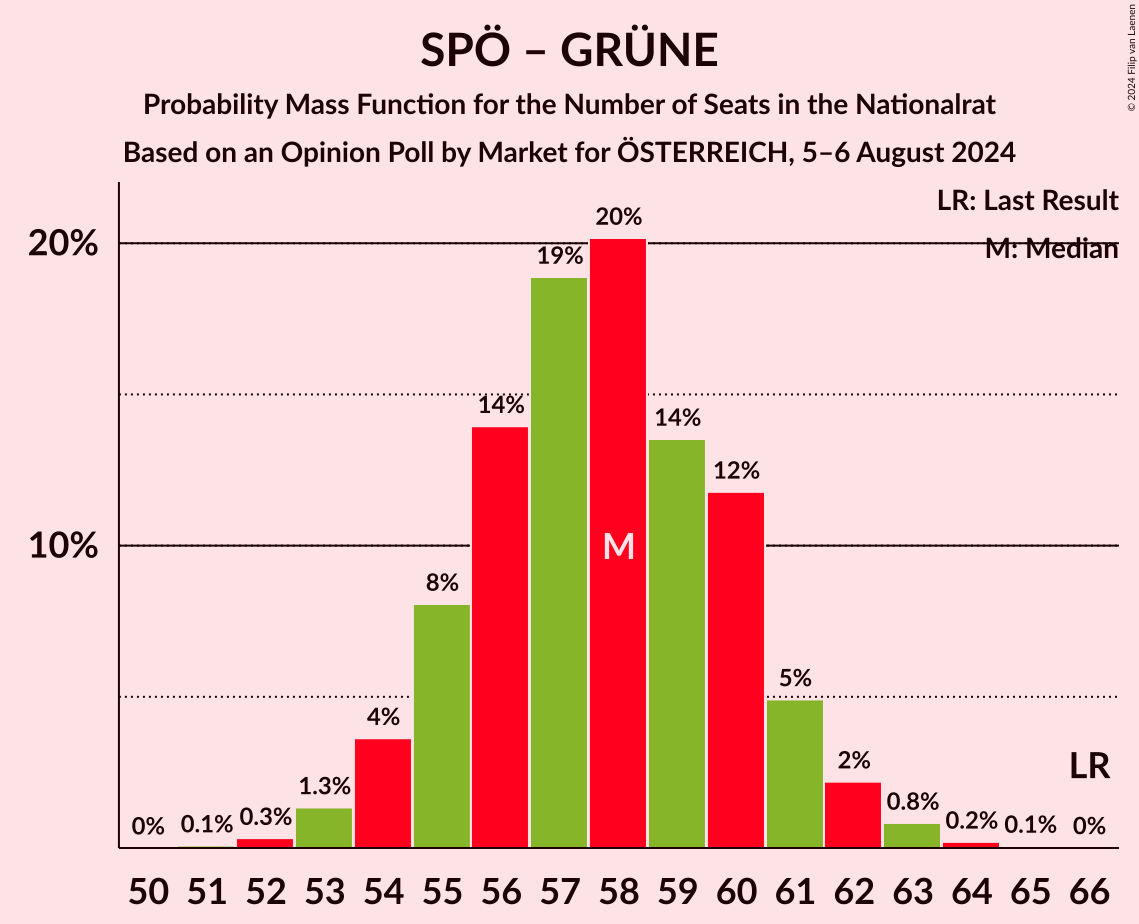 SPÖ – GRÜNE
Probability Mass Function for the Number of Seats in the Nationalrat
Based on an Opinion Poll by Market for ÖSTERREICH, 5–6 August 2024
© 2024 Filip van Laenen
LR: Last Result
M: Median
20%
10%
0%
0.1%
0.3%
1.3%
4%
8%
14%
19%
20%
14%
12%
5%
2%
0.8%
0.2%
0.1%
0%
M
LR
50 51 52 53 54 55 56 57 58 59 60 61 62 63 64 65 66